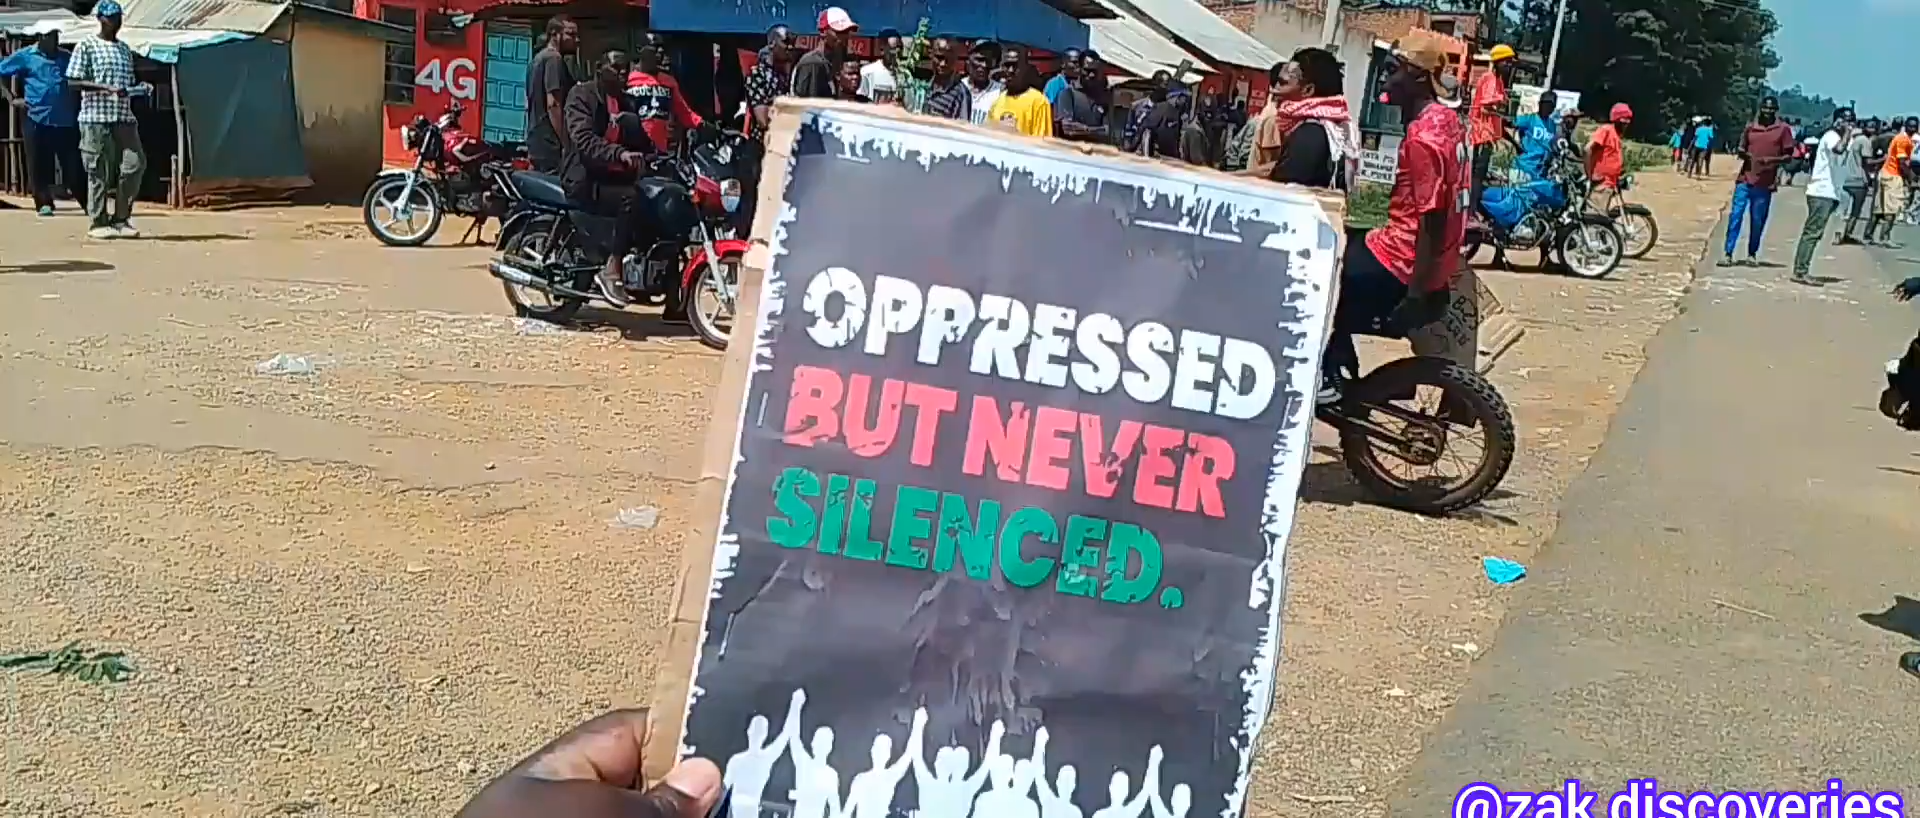 4G
OPPRESSED
BUT NEVER
SILENCED.
@zak discoveries